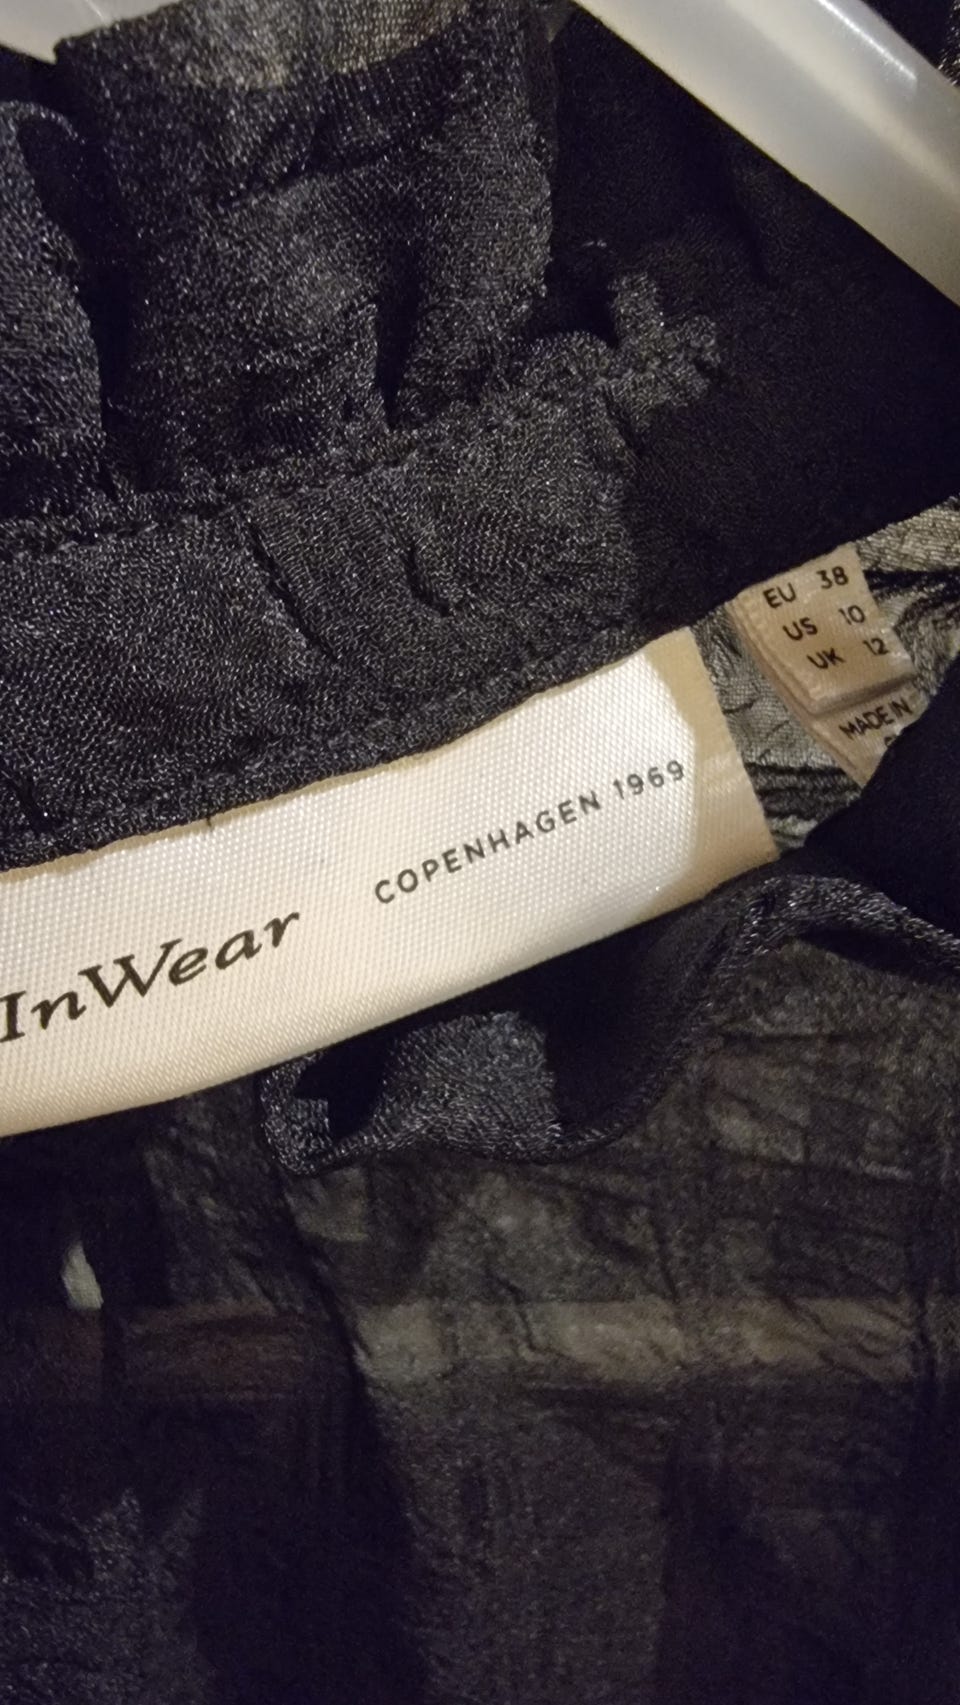 EU 38
US 10
UK 12
MADE IN
COPENHAGEN 1969
InWear